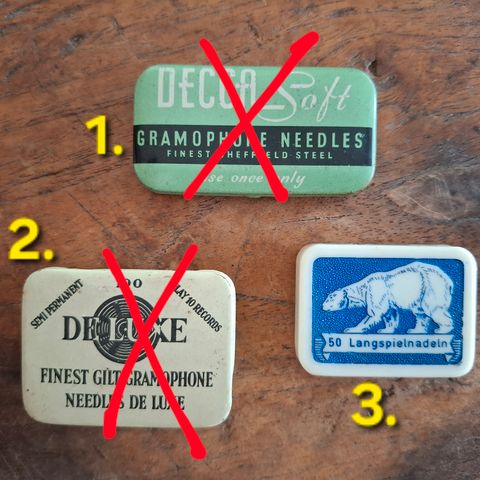 1.
DECCA Soft
GRAMOPHONE NEEDLES
FINEST SHEFFIELD STEEL
Use once only
2.
100
SEMI PERMANENT
PLAY 10 RECORDS
DE LUXE
FINEST GILT GRAMOPHONE
NEEDLES DE LUXE
50 Langspielnadeln
3.